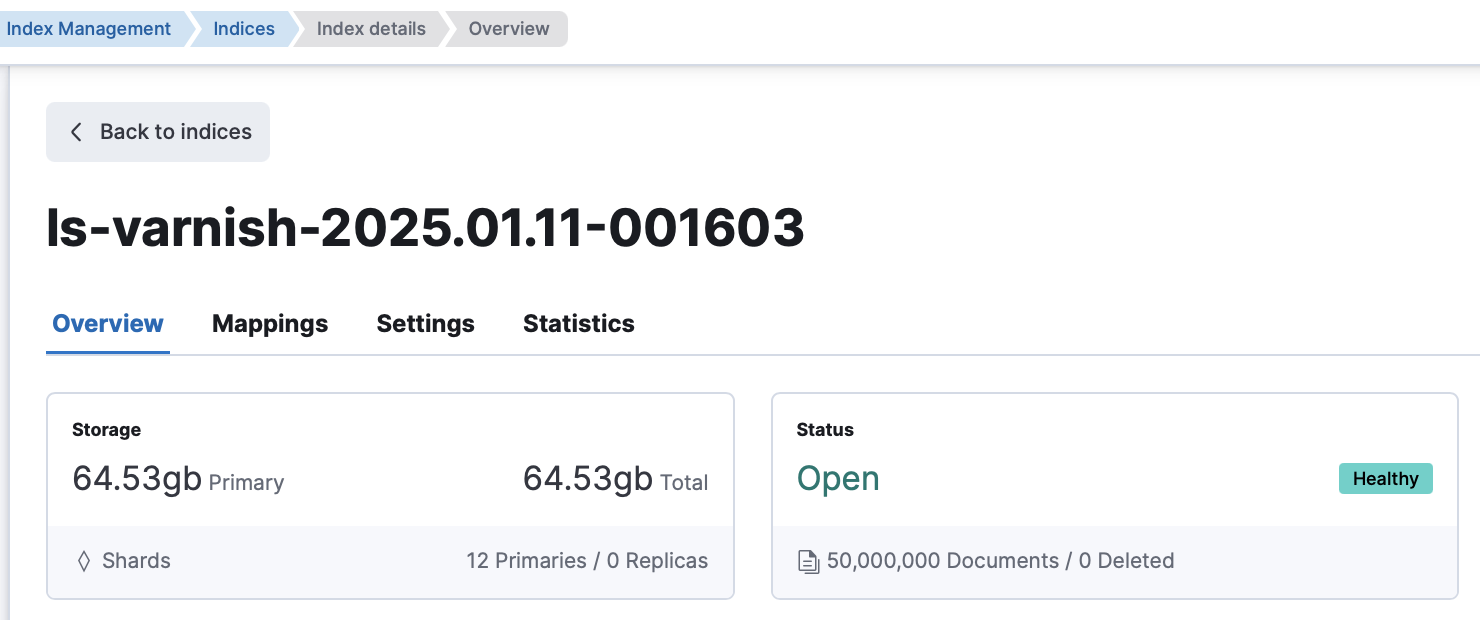 Index Management Indices Index details Overview
Back to indices
ls-varnish-2025.01.11-001603
Overview Mappings Settings Statistics
Storage
64.53gb Primary 64.53gb Total
Shards 12 Primaries / 0 Replicas
Status
Open Healthy
50,000,000 Documents / 0 Deleted